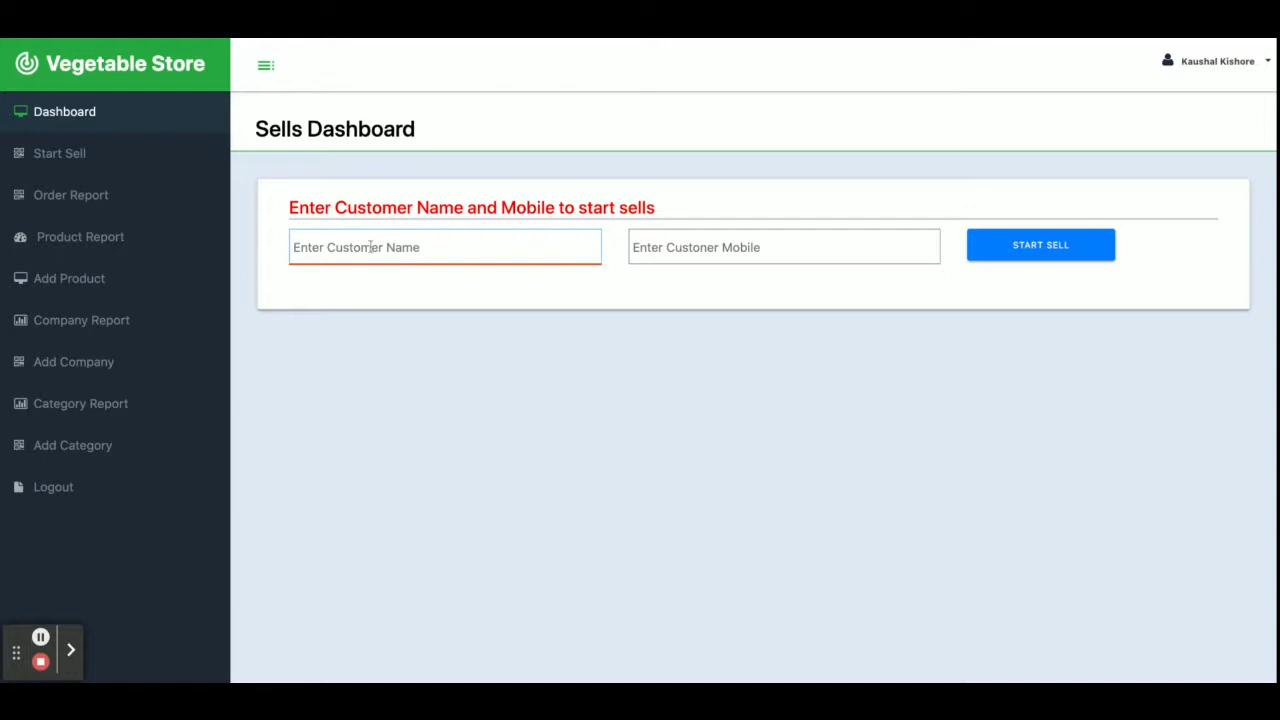 Vegetable Store
Kaushal Kishore
Dashboard
Sells Dashboard
Start Sell
Order Report
Product Report
Add Product
Company Report
Add Company
Category Report
Add Category
Logout
Enter Customer Name and Mobile to start sells
Enter Customer Name
Enter Custoner Mobile
START SELL